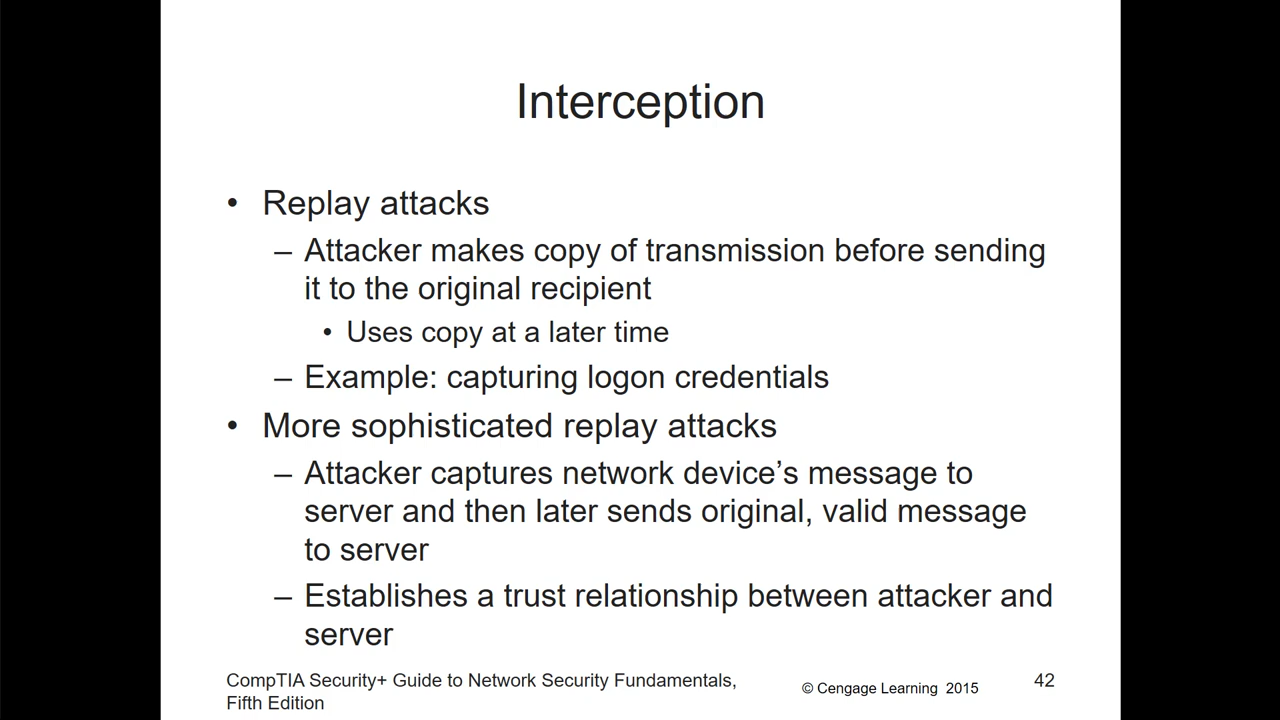 Interception
• Replay attacks
– Attacker makes copy of transmission before sending
it to the original recipient
• Uses copy at a later time
– Example: capturing logon credentials
• More sophisticated replay attacks
– Attacker captures network device’s message to
server and then later sends original, valid message
to server
– Establishes a trust relationship between attacker and
server
CompTIA Security+ Guide to Network Security Fundamentals,
Fifth Edition
© Cengage Learning 2015
42